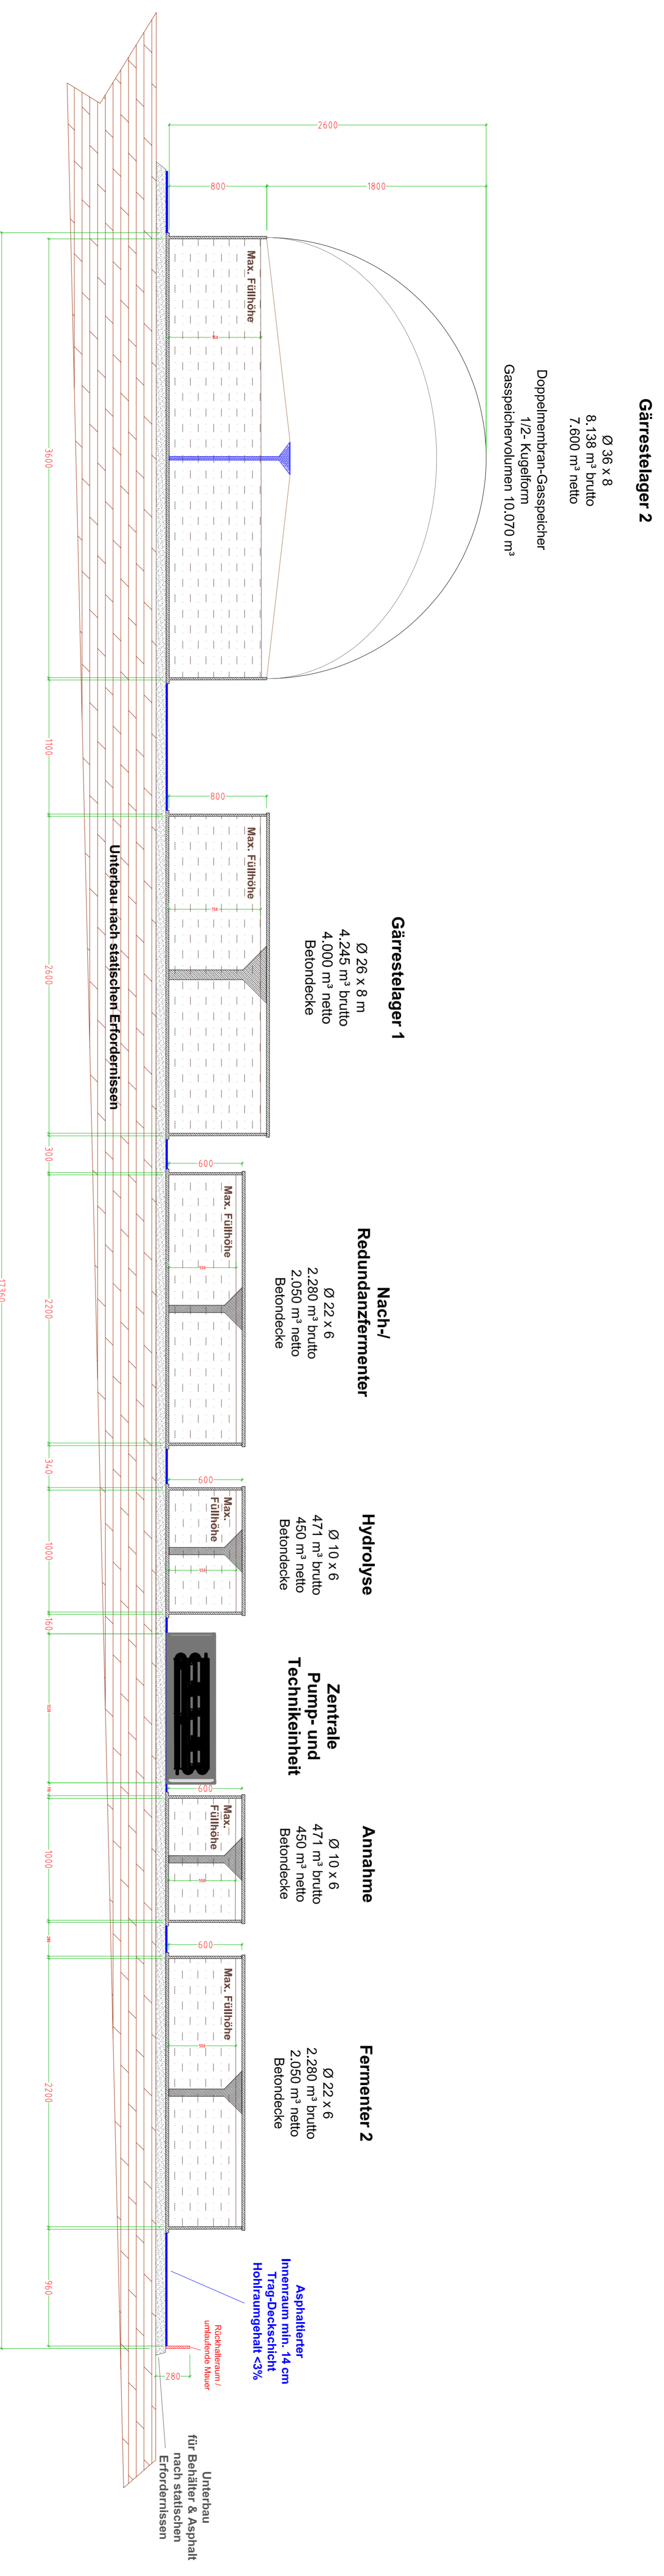 Gärrestelager 2
Ø 36 x 8
8.138 m³ brutto
7.600 m³ netto
Doppelmembran-Gasspeicher
1/2- Kugelform
Gasspeichervolumen 10.070 m³
2600
800
1800
Max. Füllhöhe
3600
1100
Gärrestelager 1
Ø 26 x 8 m
4.245 m³ brutto
4.000 m³ netto
Betondecke
800
Max. Füllhöhe
2600
Unterbau nach statischen Erfordernissen
300
Nach-/
Redundanzfermenter
Ø 22 x 6
2.280 m³ brutto
2.050 m³ netto
Betondecke
600
Max. Füllhöhe
2200
17360
340
Hydrolyse
Ø 10 x 6
471 m³ brutto
450 m³ netto
Betondecke
600
Max.
Füllhöhe
1000
160
Zentrale
Pump- und
Technikeinheit
Annahme
Ø 10 x 6
471 m³ brutto
450 m³ netto
Betondecke
600
Max.
Füllhöhe
1000
Fermenter 2
Ø 22 x 6
2.280 m³ brutto
2.050 m³ netto
Betondecke
600
Max. Füllhöhe
2200
960
Asphaltierter
Innenraum min. 14 cm
Trag-Deckschicht
Hohlraumgehalt <3%
Rückhalteraum /
umlaufende Mauer
280
Unterbau
für Behälter & Asphalt
nach statischen
Erfordernissen